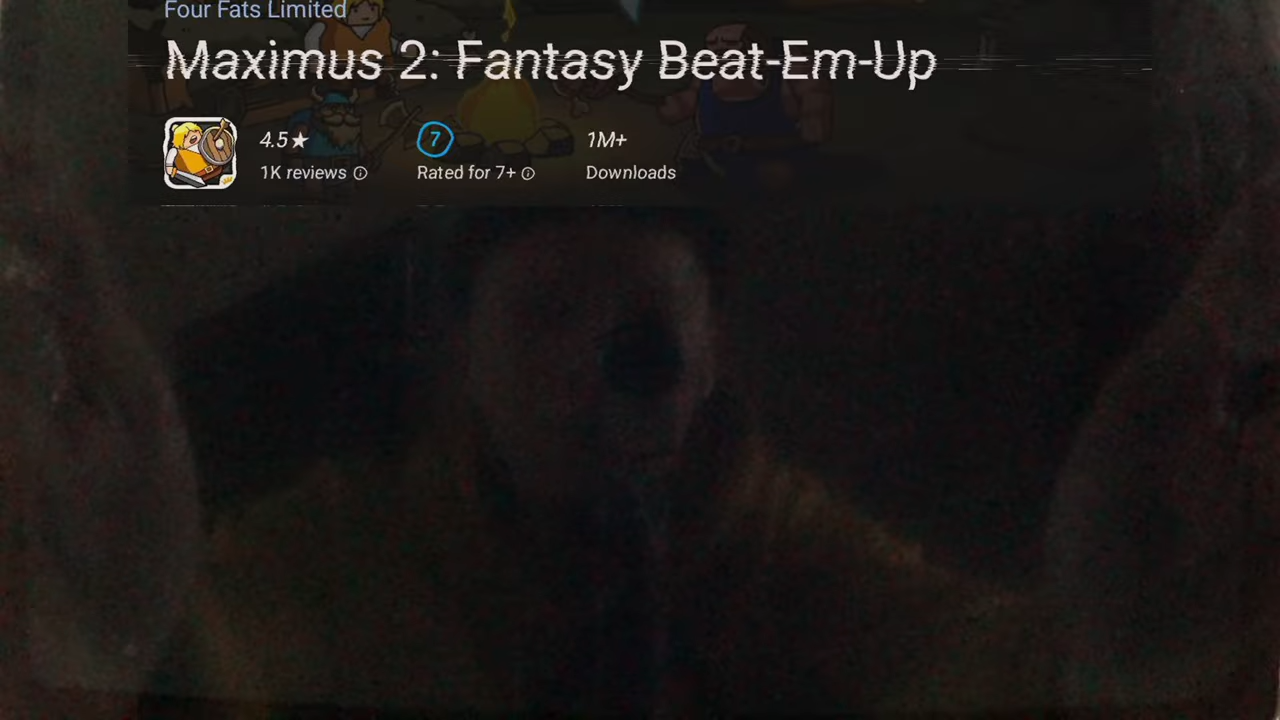 Four Fats Limited
Maximus 2: Fantasy Beat-Em-Up
4.5★ 7 1M+
1K reviews Rated for 7+ Downloads